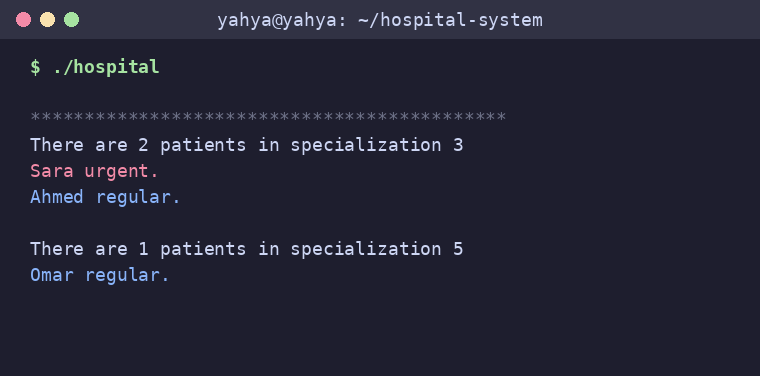 yahya@yahya: ~/hospital-system
$ ./hospital
********************************************
There are 2 patients in specialization 3
Sara urgent.
Ahmed regular.
There are 1 patients in specialization 5
Omar regular.